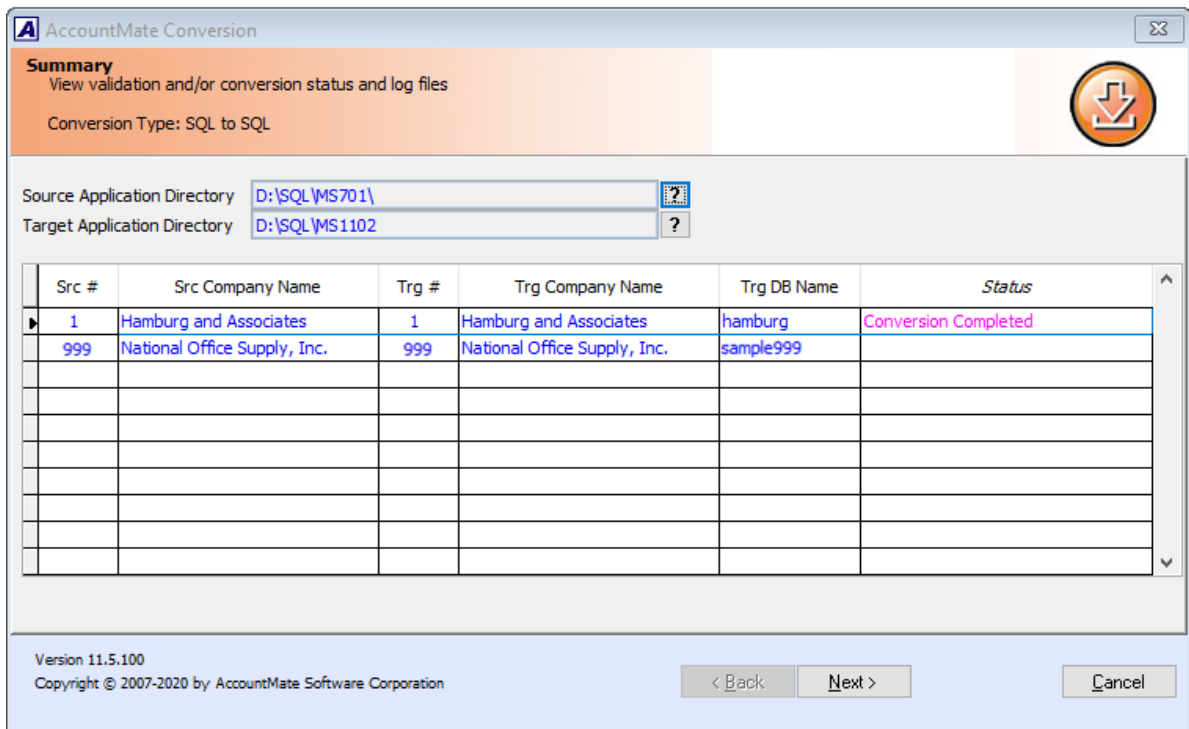 AccountMate Conversion
Summary
View validation and/or conversion status and log files
Conversion Type: SQL to SQL
Source Application Directory D:\SQL\MS701\ ?
Target Application Directory D:\SQL\MS1102 ?
Src # Src Company Name Trg # Trg Company Name Trg DB Name Status
1 Hamburg and Associates 1 Hamburg and Associates hamburg Conversion Completed
999 National Office Supply, Inc. 999 National Office Supply, Inc. sample999
Version 11.5.100
Copyright © 2007-2020 by AccountMate Software Corporation
< Back Next > Cancel